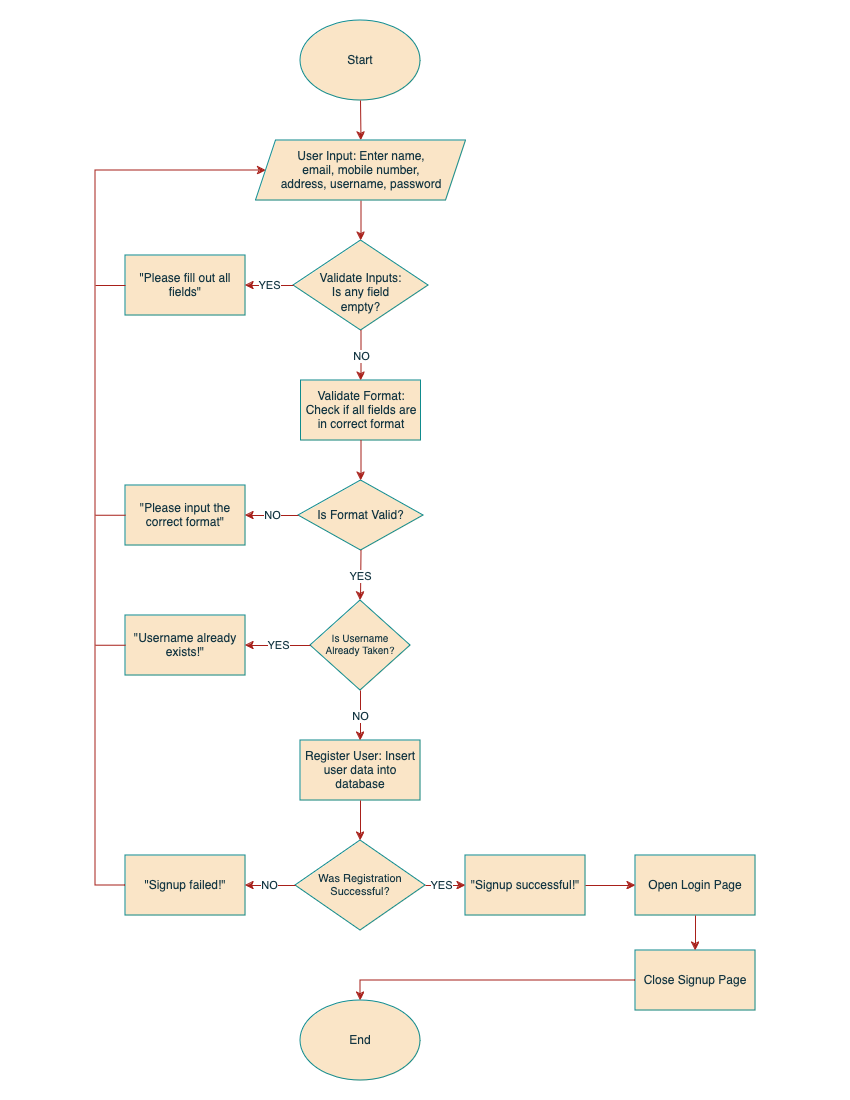 Start
User Input: Enter name,
email, mobile number,
address, username, password
"Please fill out all
fields"
YES
Validate Inputs:
Is any field
empty?
NO
Validate Format:
Check if all fields are
in correct format
"Please input the
correct format"
NO
Is Format Valid?
YES
"Username already
exists!"
YES
Is Username
Already Taken?
NO
Register User: Insert
user data into
database
"Signup failed!"
NO
Was Registration
Successful?
YES
"Signup successful!"
Open Login Page
Close Signup Page
End